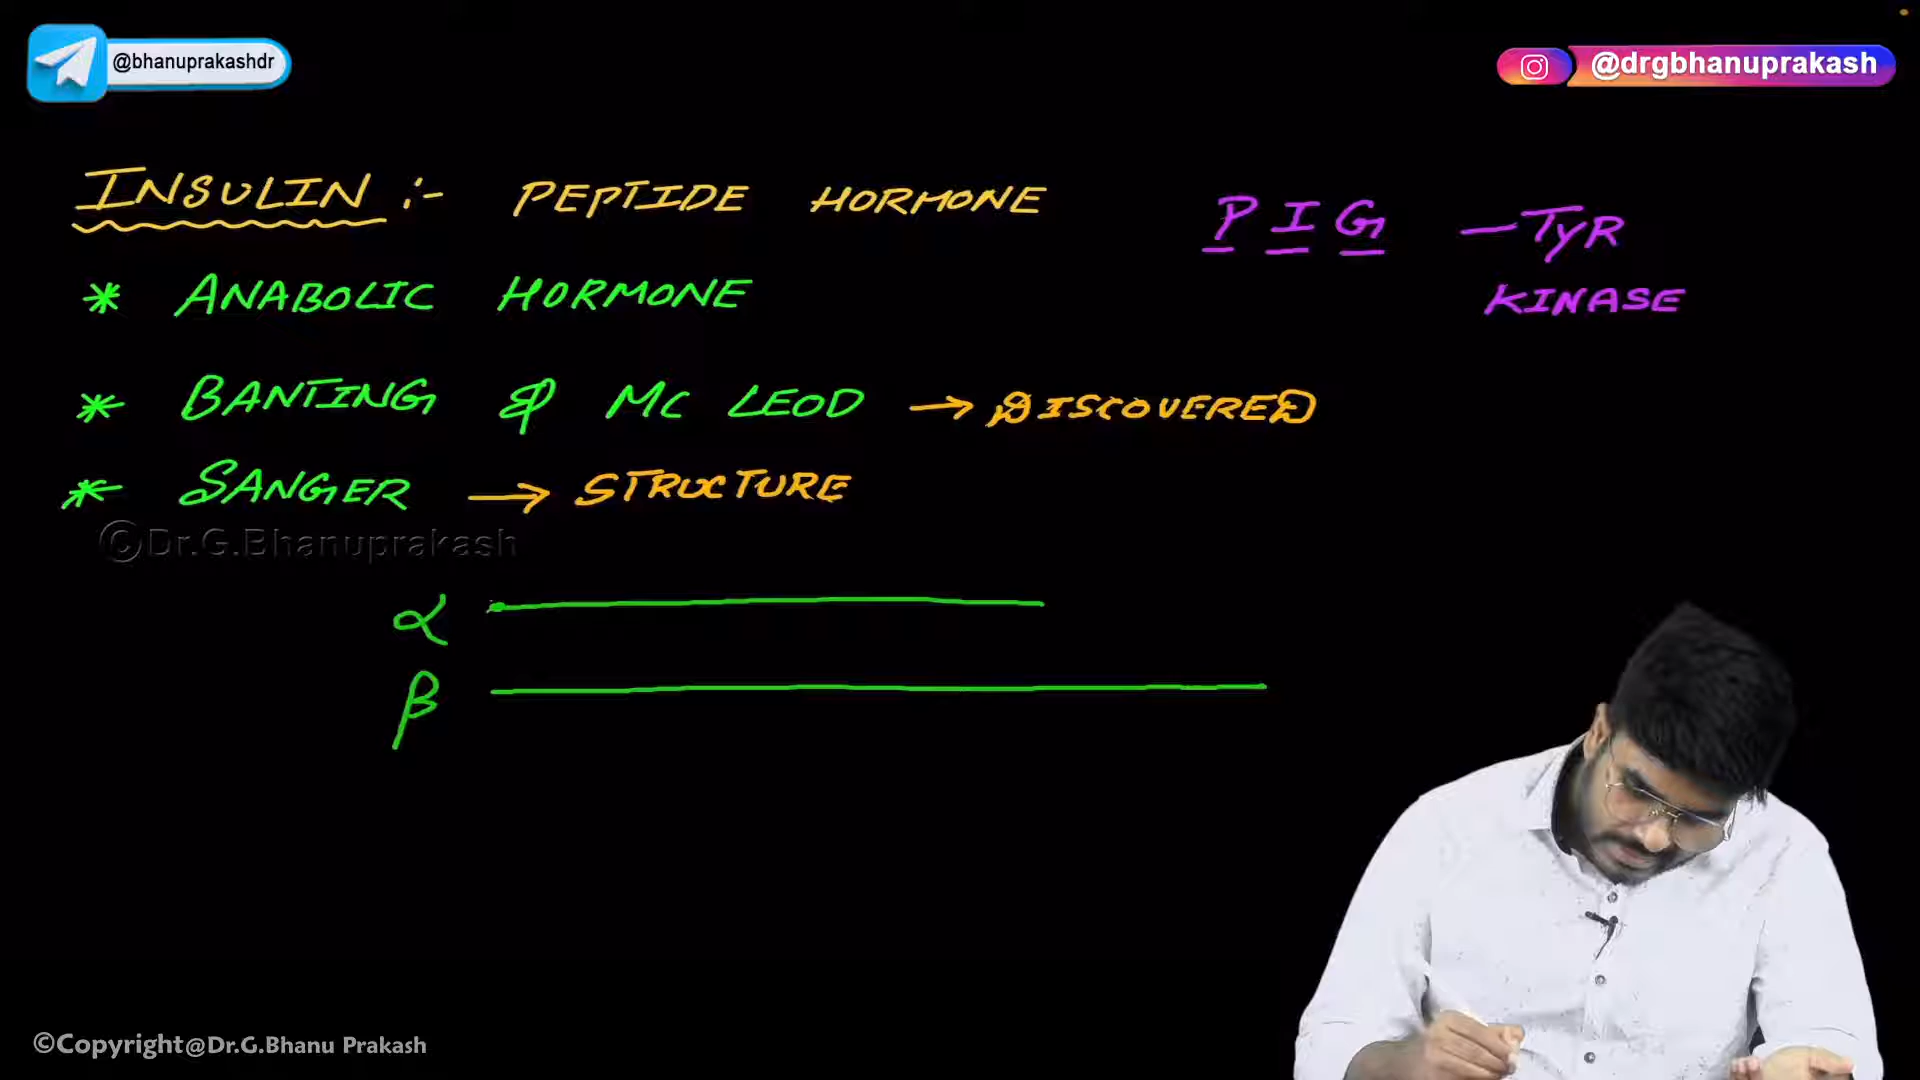 @bhanuprakashdr
@drgbhanuprakash
INSULIN :- PEPTIDE HORMONE
PIG - TYR
KINASE
* ANABOLIC HORMONE
* BANTING & MC LEOD → DISCOVERED
* SANGER → STRUCTURE
©Dr.G.Bhanuprakash
α
β
©Copyright@Dr.G.Bhanu Prakash